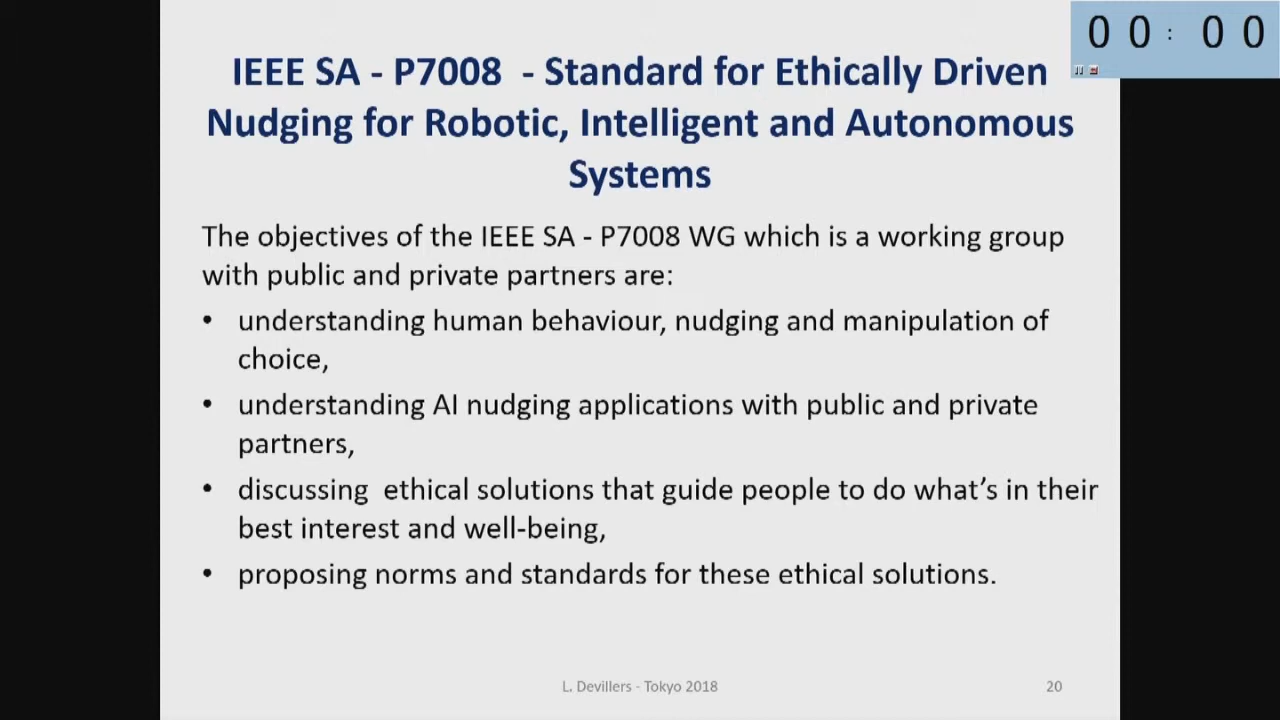 00:00
IEEE SA - P7008 - Standard for Ethically Driven
Nudging for Robotic, Intelligent and Autonomous
Systems
The objectives of the IEEE SA - P7008 WG which is a working group
with public and private partners are:
• understanding human behaviour, nudging and manipulation of
choice,
• understanding AI nudging applications with public and private
partners,
• discussing ethical solutions that guide people to do what's in their
best interest and well-being,
• proposing norms and standards for these ethical solutions.
L. Devillers - Tokyo 2018
20